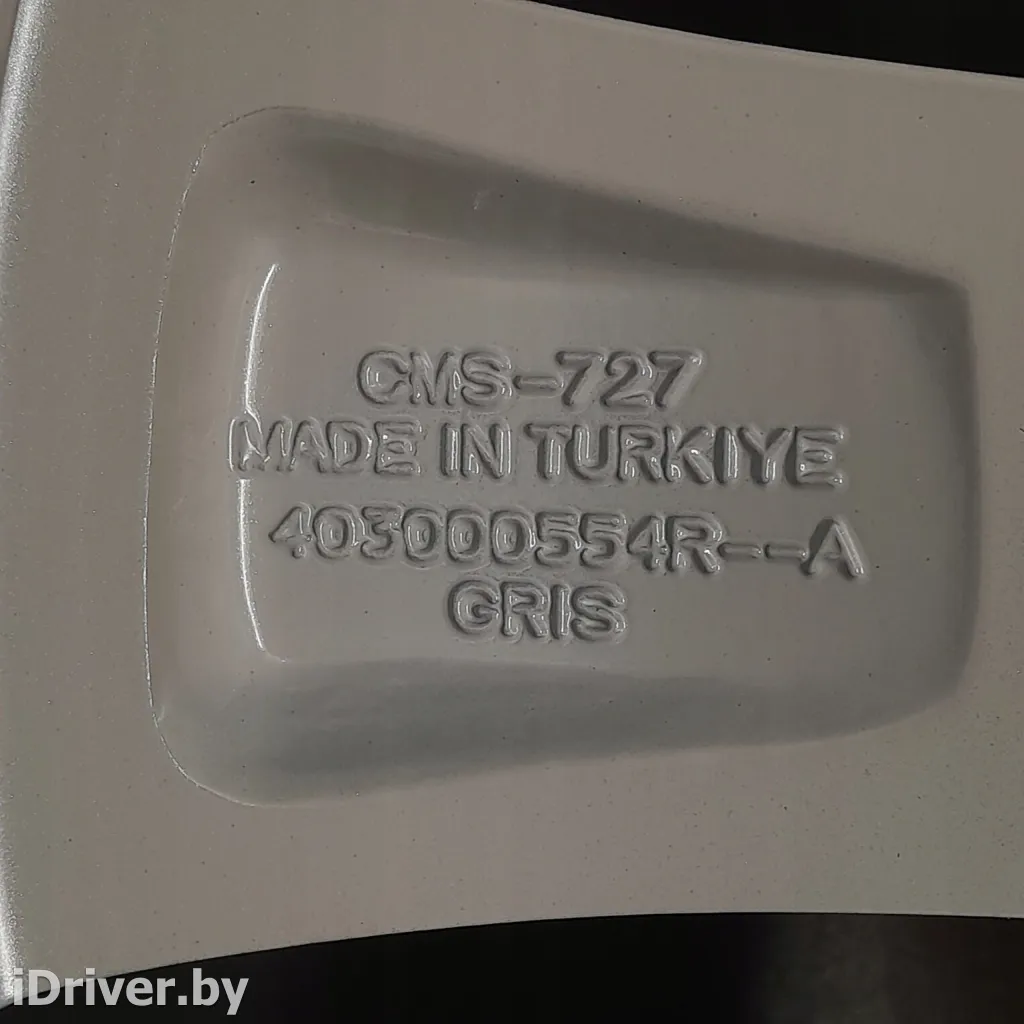 CMS-727
MADE IN TURKIYE
403000554R--A
GRIS
iDriver.by